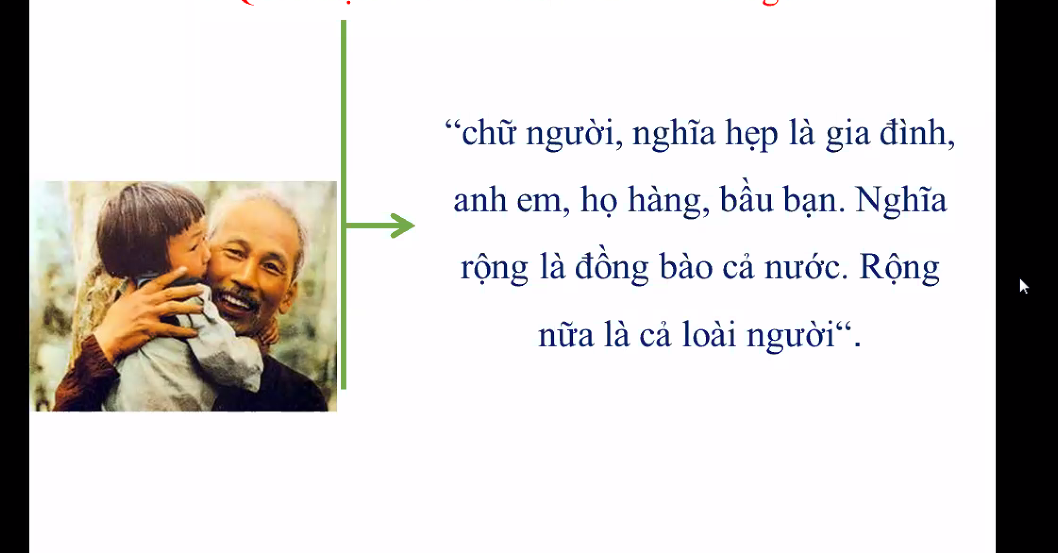 “chữ người, nghĩa hẹp là gia đình,
anh em, họ hàng, bầu bạn. Nghĩa
rộng là đồng bào cả nước. Rộng
nữa là cả loài người“.